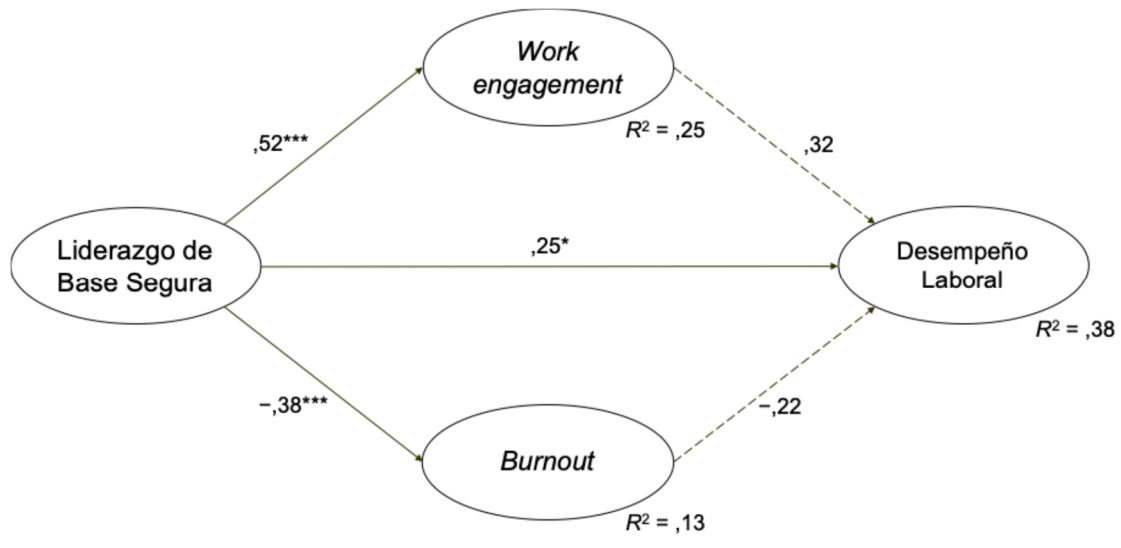 Work
engagement
R² = ,25
,52***
,32
Liderazgo de
Base Segura
,25*
Desempeño
Laboral
R² = ,38
−,38***
−,22
Burnout
R² = ,13